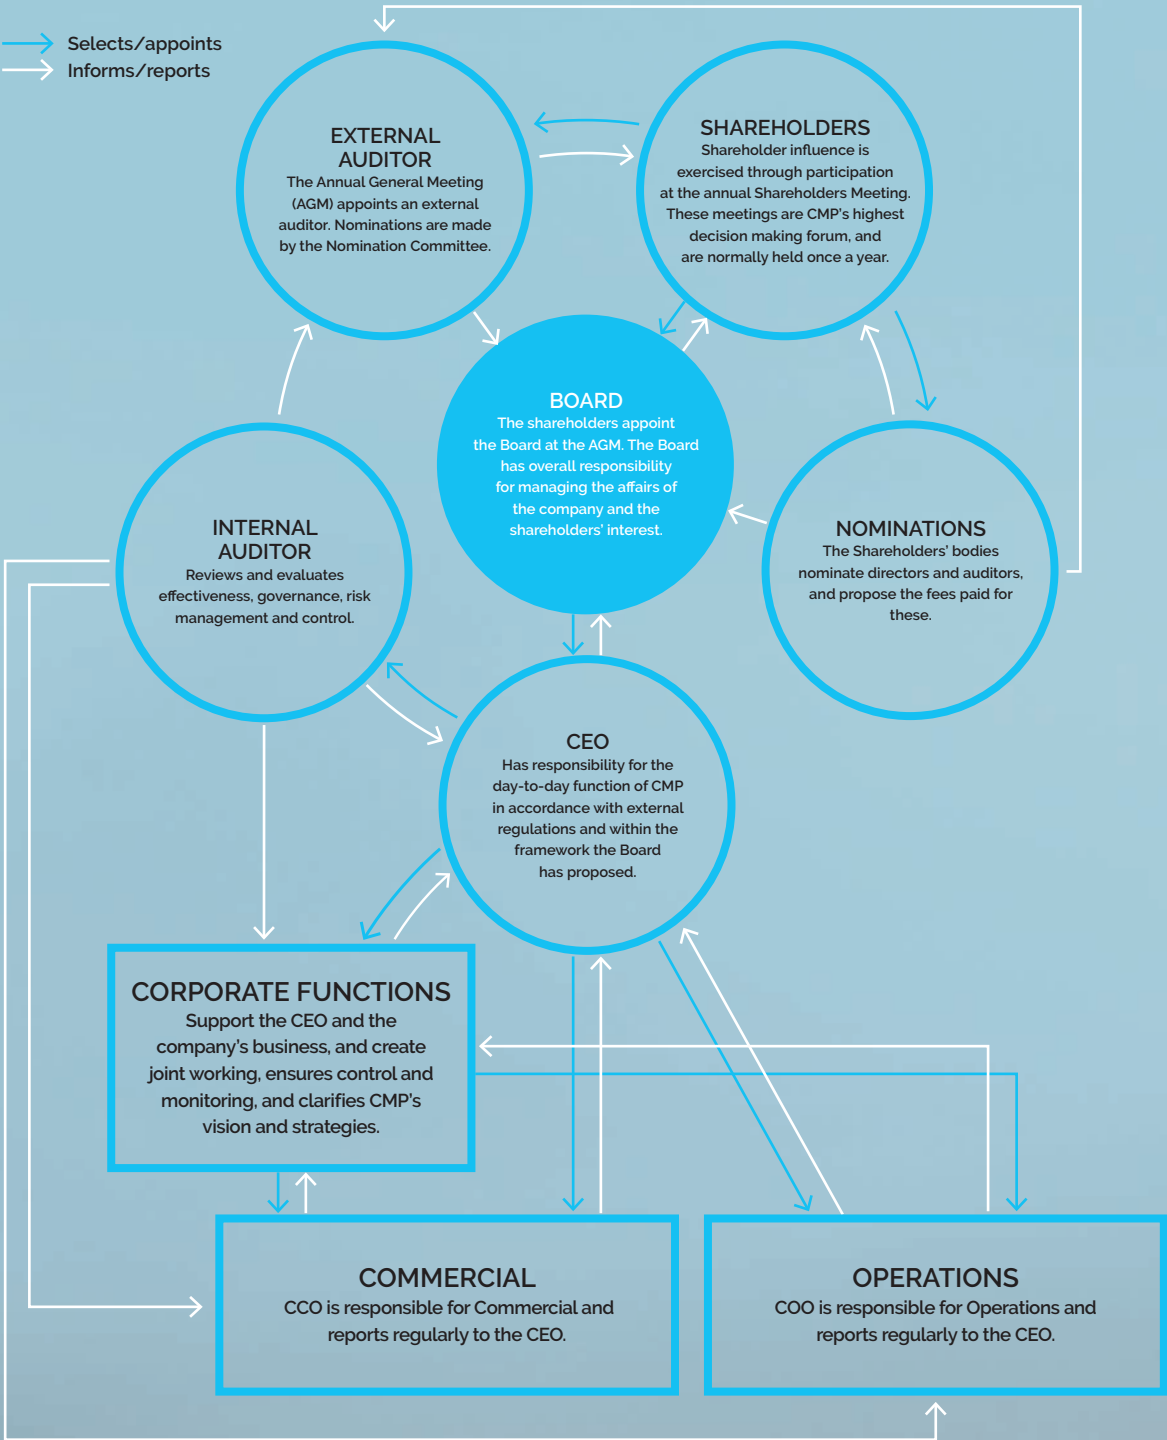 Selects/appoints
Informs/reports
EXTERNAL
AUDITOR
The Annual General Meeting
(AGM) appoints an external
auditor. Nominations are made
by the Nomination Committee.
SHAREHOLDERS
Shareholder influence is
exercised through participation
at the annual Shareholders Meeting.
These meetings are CMP's highest
decision making forum, and
are normally held once a year.
BOARD
The shareholders appoint
the Board at the AGM. The Board
has overall responsibility
for managing the affairs of
the company and the
shareholders' interest.
INTERNAL
AUDITOR
Reviews and evaluates
effectiveness, governance, risk
management and control.
NOMINATIONS
The Shareholders' bodies
nominate directors and auditors,
and propose the fees paid for
these.
CEO
Has responsibility for the
day-to-day function of CMP
in accordance with external
regulations and within the
framework the Board
has proposed.
CORPORATE FUNCTIONS
Support the CEO and the
company's business, and create
joint working, ensures control and
monitoring, and clarifies CMP's
vision and strategies.
COMMERCIAL
CCO is responsible for Commercial and
reports regularly to the CEO.
OPERATIONS
COO is responsible for Operations and
reports regularly to the CEO.